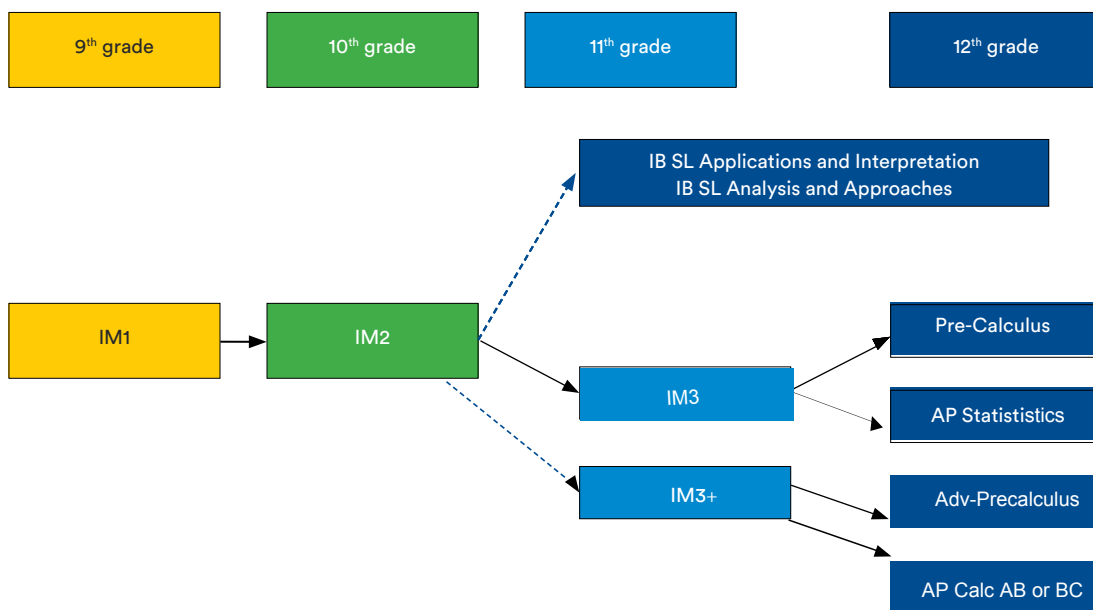 9th grade
10th grade
11th grade
12th grade
IB SL Applications and Interpretation
IB SL Analysis and Approaches
IM1
IM2
Pre-Calculus
IM3
AP Statististics
IM3+
Adv-Precalculus
AP Calc AB or BC